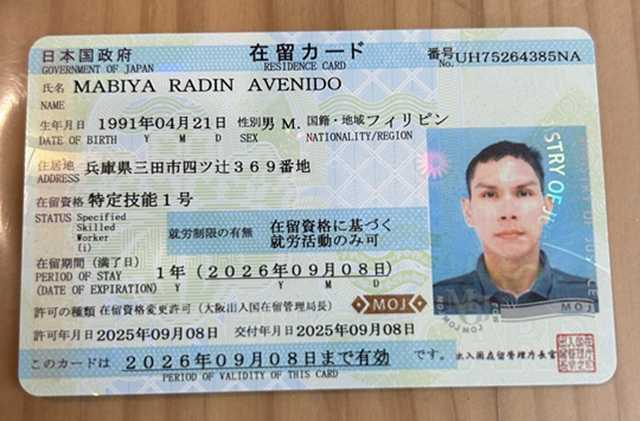 日本国政府 在留カード 番号 UH75264385NA
GOVERNMENT OF JAPAN RESIDENCE CARD No.
氏名 MABIYA RADIN AVENIDO
NAME
生年月日 1991年04月21日 性別 男 M. 国籍・地域 フィリピン
DATE OF BIRTH Y M D SEX NATIONALITY/REGION
住居地 兵庫県三田市四ツ辻369番地
ADDRESS
在留資格 特定技能1号
STATUS Specified
Skilled
Worker
(i)
就労制限の有無 在留資格に基づく
就労活動のみ可
在留期間(満了日) 1年(2026年09月08日)
PERIOD OF STAY
(DATE OF EXPIRATION) Y M Y M D
MOJ
許可の種類 在留資格変更許可(大阪出入国在留管理局長)
許可年月日 2025年09月08日 交付年月日 2025年09月08日
このカードは 2026年09月08日まで有効 です。
PERIOD OF VALIDITY OF THIS CARD
出入国在留管理庁長官
STRY OF J
MOJ